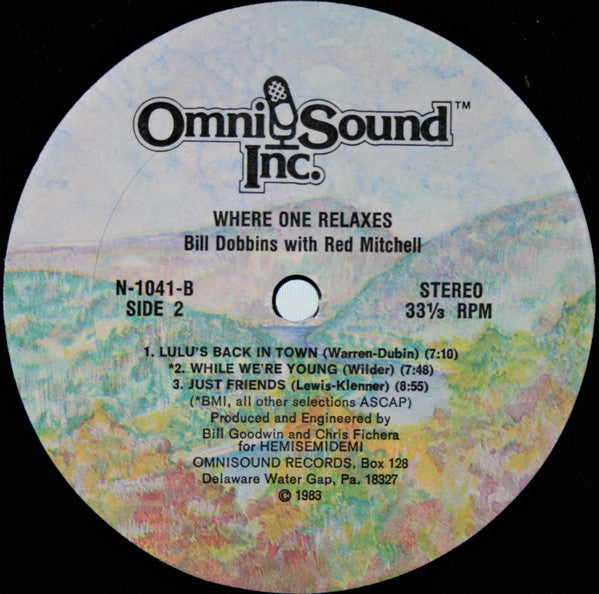 Omni Sound™
Inc.
WHERE ONE RELAXES
Bill Dobbins with Red Mitchell
N-1041-B
SIDE 2
STEREO
33⅓ RPM
1. LULU'S BACK IN TOWN (Warren-Dubin) (7:10)
*2. WHILE WE'RE YOUNG (Wilder) (7:46)
3. JUST FRIENDS (Lewis-Klenner) (8:55)
(*BMI, all other selections ASCAP)
Produced and Engineered by
Bill Goodwin and Chris Fichera
for HEMISEMIDEMI
OMNISOUND RECORDS, Box 128
Delaware Water Gap, Pa. 18327
© 1983